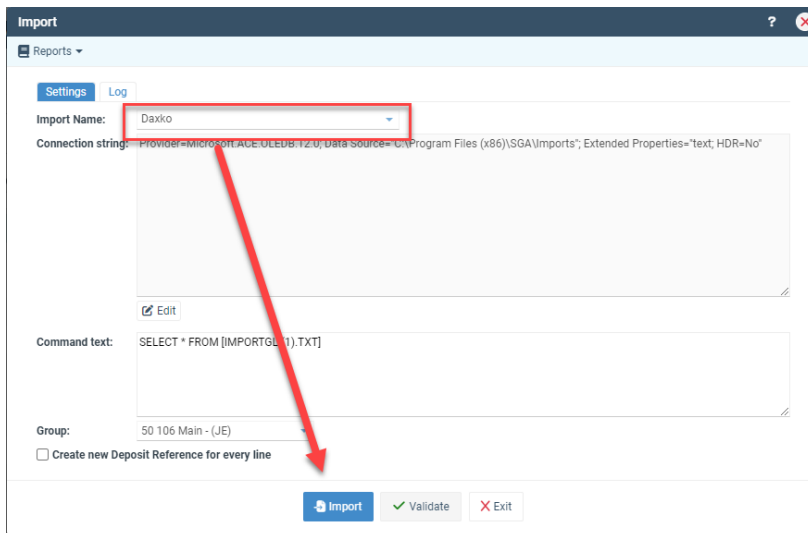 Import ?
Reports
Settings Log
Import Name: Daxko
Connection string: Provider=Microsoft.ACE.OLEDB.12.0; Data Source="C:\Program Files (x86)\SGA\Imports"; Extended Properties="text; HDR=No"
Edit
Command text: SELECT * FROM [IMPORTGL 1).TXT]
Group: 50 106 Main - (JE)
Create new Deposit Reference for every line
Import Validate Exit